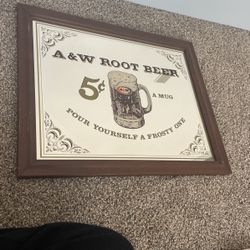 A&W ROOT BEER
5¢
A MUG
POUR YOURSELF A FROSTY ONE